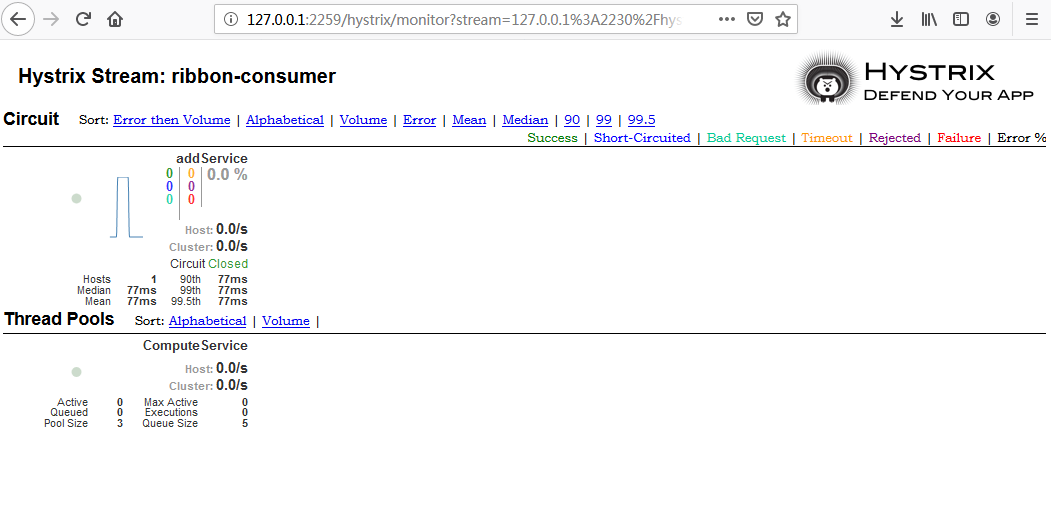 127.0.0.1:2259/hystrix/monitor?stream=127.0.0.1%3A2230%2Fhys
Hystrix Stream: ribbon-consumer
HYSTRIX
DEFEND YOUR APP
Circuit Sort: Error then Volume | Alphabetical | Volume | Error | Mean | Median | 90 | 99 | 99.5
Success | Short-Circuited | Bad Request | Timeout | Rejected | Failure | Error %
addService
0 0 0.0 %
0 0
0 0
Host: 0.0/s
Cluster: 0.0/s
Circuit Closed
Hosts 1 90th 77ms
Median 77ms 99th 77ms
Mean 77ms 99.5th 77ms
Thread Pools Sort: Alphabetical | Volume |
ComputeService
Host: 0.0/s
Cluster: 0.0/s
Active 0 Max Active 0
Queued 0 Executions 0
Pool Size 3 Queue Size 5